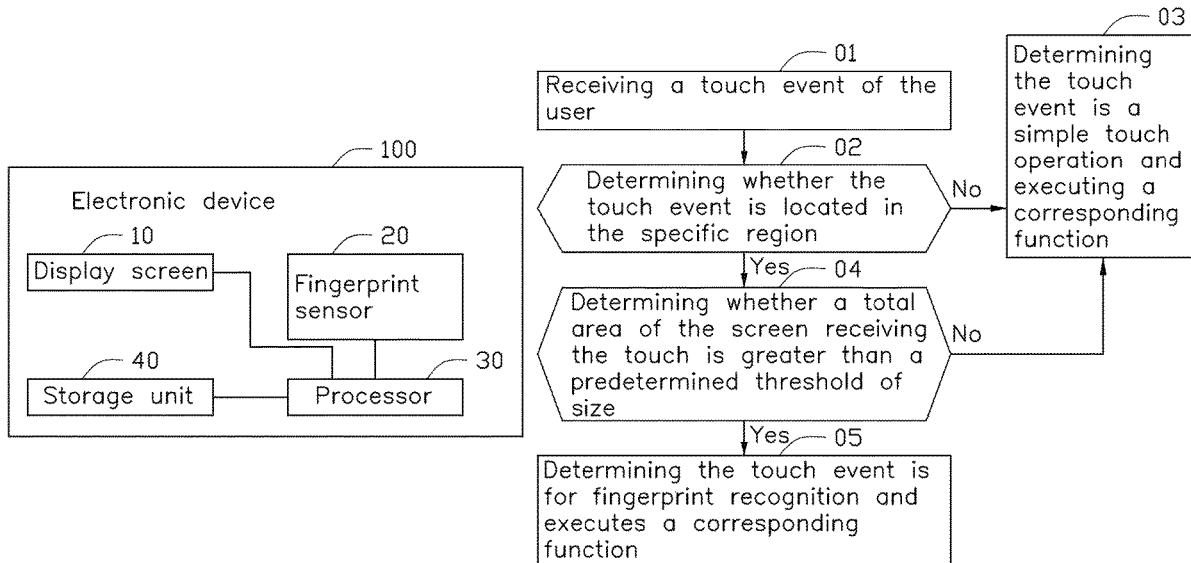 100
Electronic device
10
Display screen
20
Fingerprint
sensor
40
Storage unit
30
Processor
01
Receiving a touch event of the
user
02
Determining whether the
touch event is located in
the specific region
No
Yes
03
Determining
the touch
event is a
simple touch
operation and
executing a
corresponding
function
04
Determining whether a total
area of the screen receiving
the touch is greater than a
predetermined threshold of
size
No
Yes
05
Determining the touch event is
for fingerprint recognition and
executes a corresponding
function